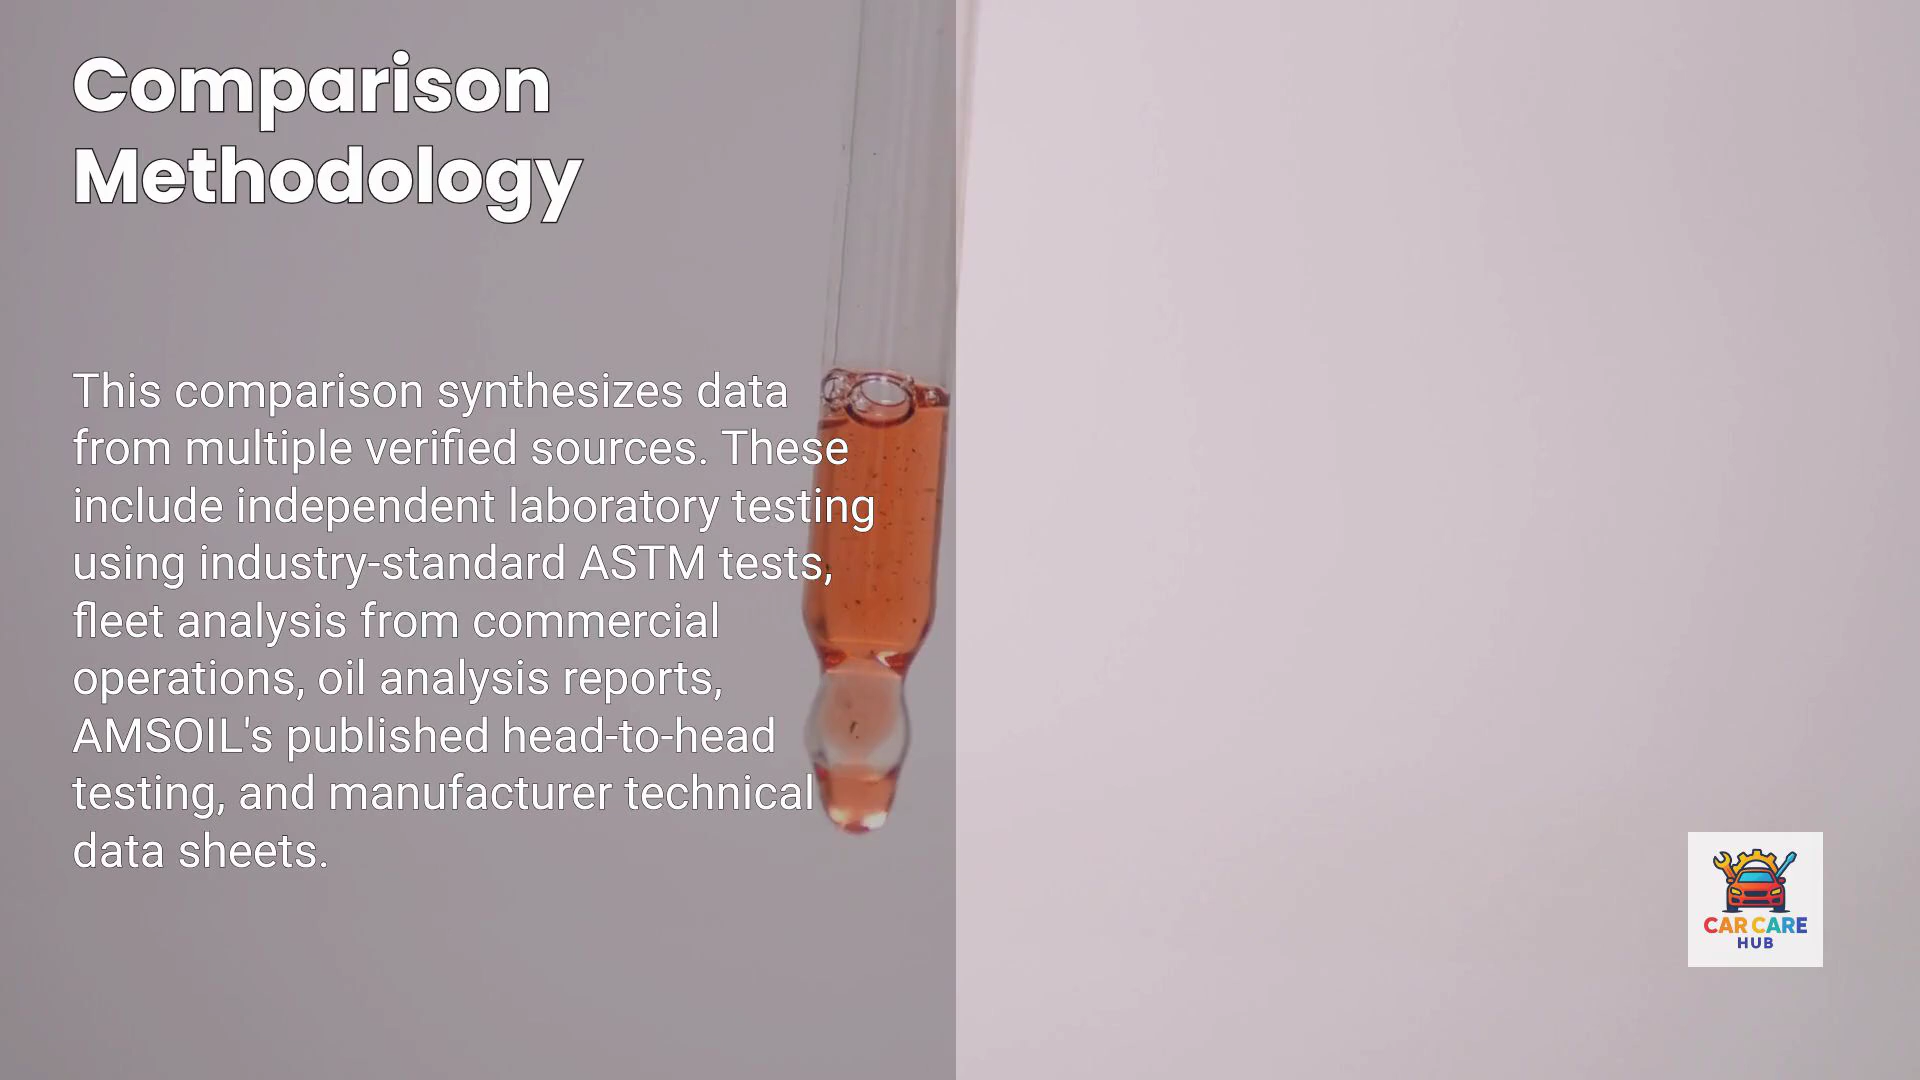 Comparison
Methodology
This comparison synthesizes data
from multiple verified sources. These
include independent laboratory testing
using industry-standard ASTM tests,
fleet analysis from commercial
operations, oil analysis reports,
AMSOIL's published head-to-head
testing, and manufacturer technical
data sheets.
CAR CARE
HUB